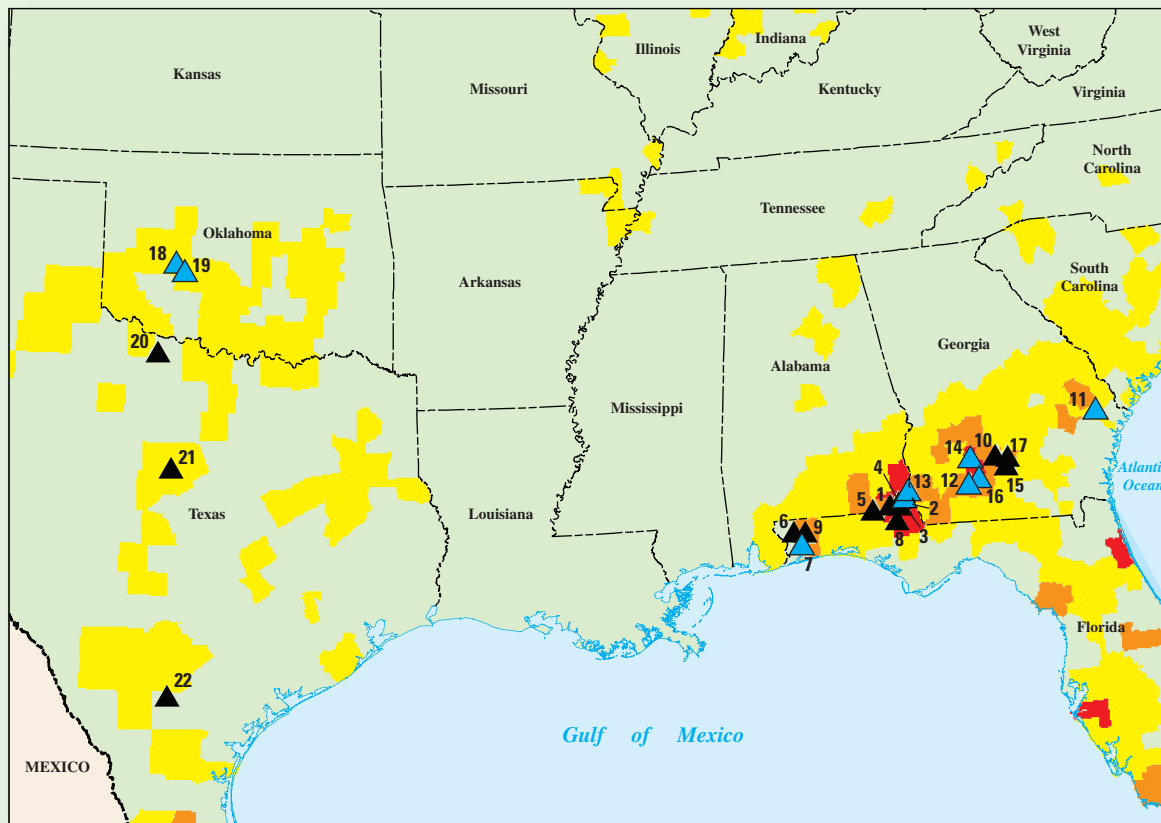 West
Virginia
Illinois
Indiana
Kansas
Missouri
Kentucky
Virginia
North
Carolina
Tennessee
Oklahoma
18
19
South
Carolina
Arkansas
20
Georgia
Alabama
Mississippi
11
14
10
17
21
4
13
12
Atlantic
Ocean
16
15
5
1
2
Texas
Louisiana
6
9
8
3
7
Florida
22
Gulf of Mexico
MEXICO